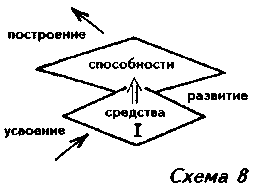 построение
способности
развитие
средства
I
усвоение
Схема 8